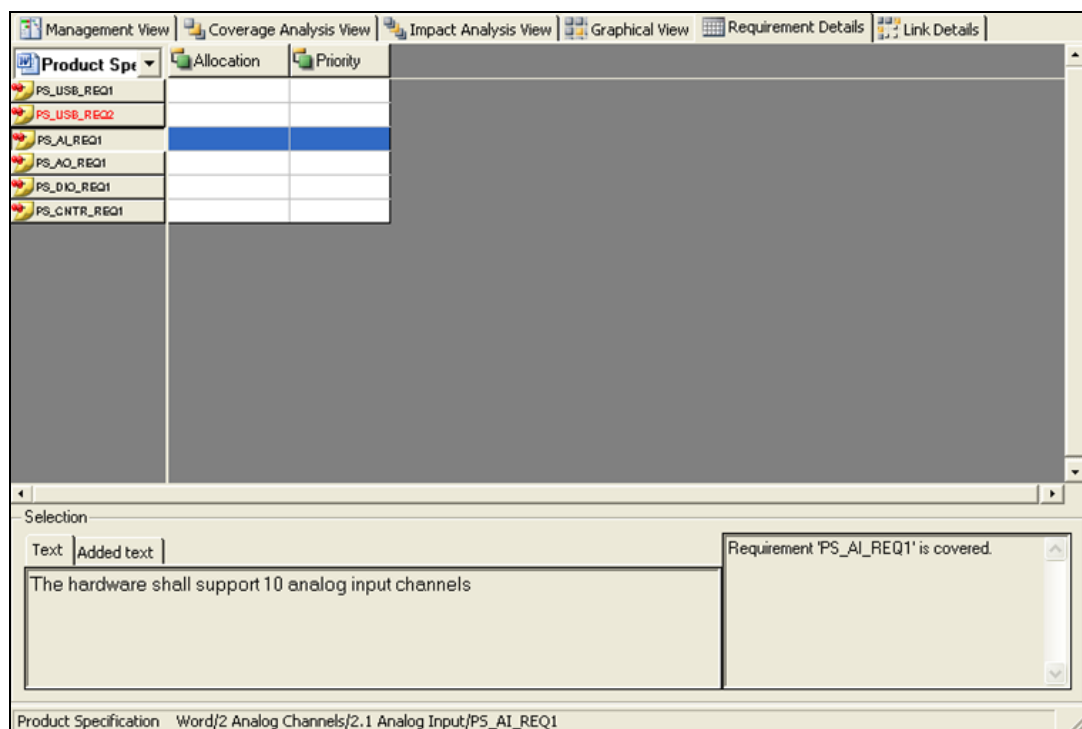 Management View Coverage Analysis View Impact Analysis View Graphical View Requirement Details Link Details
Product Spe Allocation Priority
PS_USB_REQ1
PS_USB_REQ2
PS_AI_REQ1
PS_AO_REQ1
PS_DIO_REQ1
PS_CNTR_REQ1
Selection
Text Added text
Requirement 'PS_AI_REQ1' is covered.
The hardware shall support 10 analog input channels
Product Specification Word/2 Analog Channels/2.1 Analog Input/PS_AI_REQ1